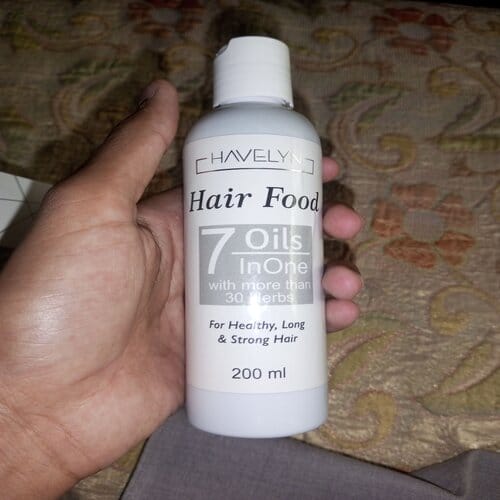 HAVELYN
Hair Food
7 Oils
InOne
with more than
30 Herbs
For Healthy, Long
& Strong Hair
200 ml